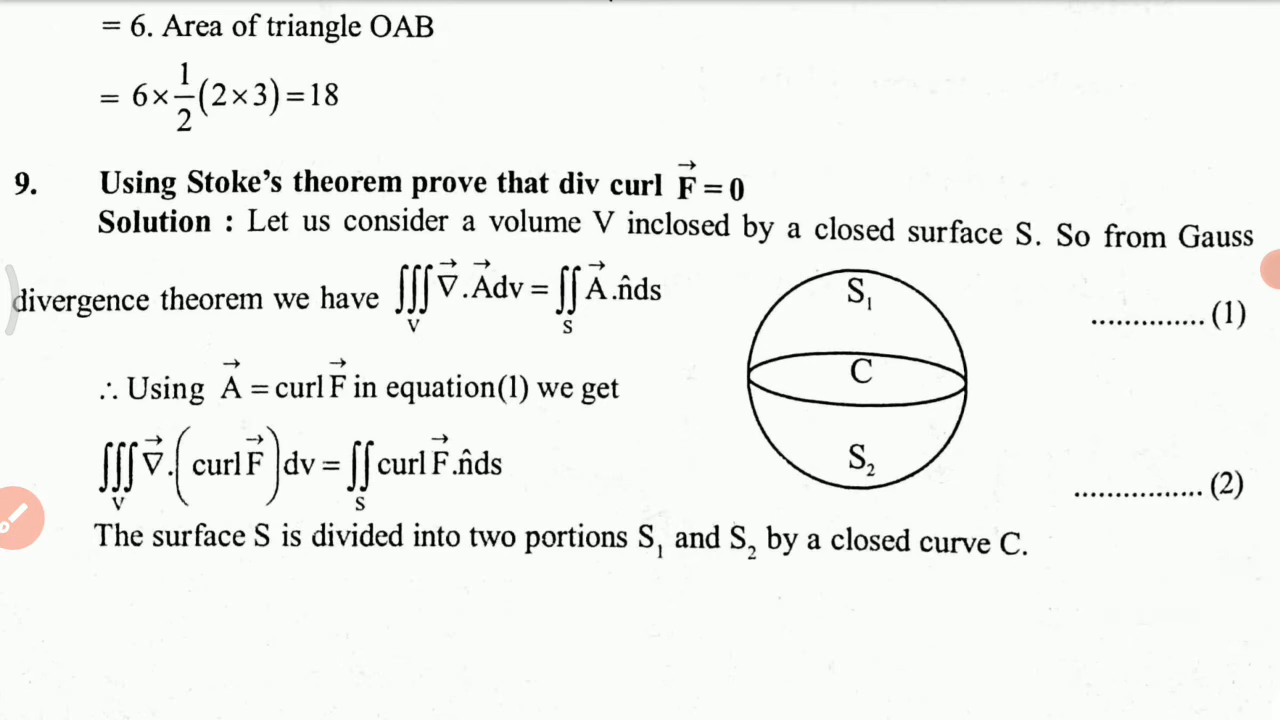 = 6. Area of triangle OAB
= 6×1/2(2×3)=18
9. Using Stoke's theorem prove that div curl F⃗ = 0
Solution : Let us consider a volume V inclosed by a closed surface S. So from Gauss
divergence theorem we have ∭_V ∇⃗.A⃗dv = ∬_S A⃗.n̂ds ..............(1)
∴ Using A⃗ = curl F⃗ in equation(1) we get
∭_V ∇⃗.(curl F⃗)dv = ∬_S curl F⃗.n̂ds ................(2)
S₁
C
S₂
The surface S is divided into two portions S₁ and S₂ by a closed curve C.